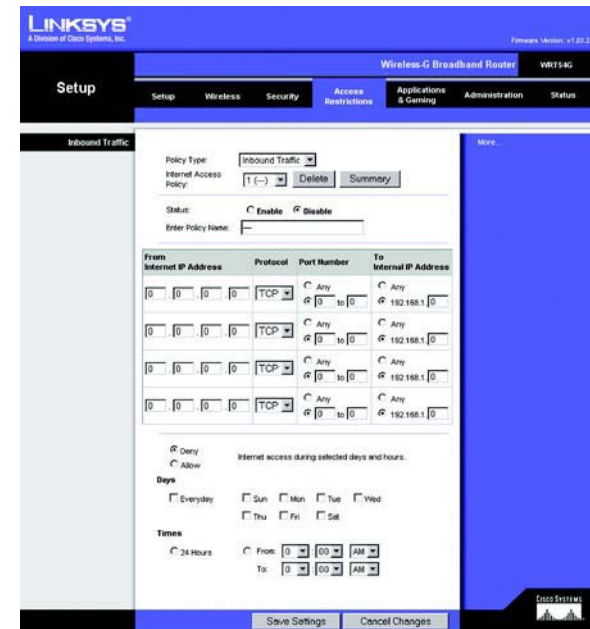 LINKSYS®
A Division of Cisco Systems, Inc.
Firmware Version: v1.00.2
Wireless-G Broadband Router WRT54G
Setup
Setup Wireless Security Access Restrictions Applications & Gaming Administration Status
Inbound Traffic
More...
Policy Type: Inbound Traffic
Internet Access Policy: 1 (---) Delete Summary
Status: Enable Disable
Enter Policy Name: ---
From Internet IP Address Protocol Port Number To Internal IP Address
0 . 0 . 0 . 0 TCP Any 0 to 0 Any 192.168.1. 0
0 . 0 . 0 . 0 TCP Any 0 to 0 Any 192.168.1. 0
0 . 0 . 0 . 0 TCP Any 0 to 0 Any 192.168.1. 0
0 . 0 . 0 . 0 TCP Any 0 to 0 Any 192.168.1. 0
Deny
Allow
Internet access during selected days and hours.
Days
Everyday Sun Mon Tue Wed
Thu Fri Sat
Times
24 Hours From: 0 : 00 AM
To: 0 : 00 AM
CISCO SYSTEMS
Save Settings Cancel Changes